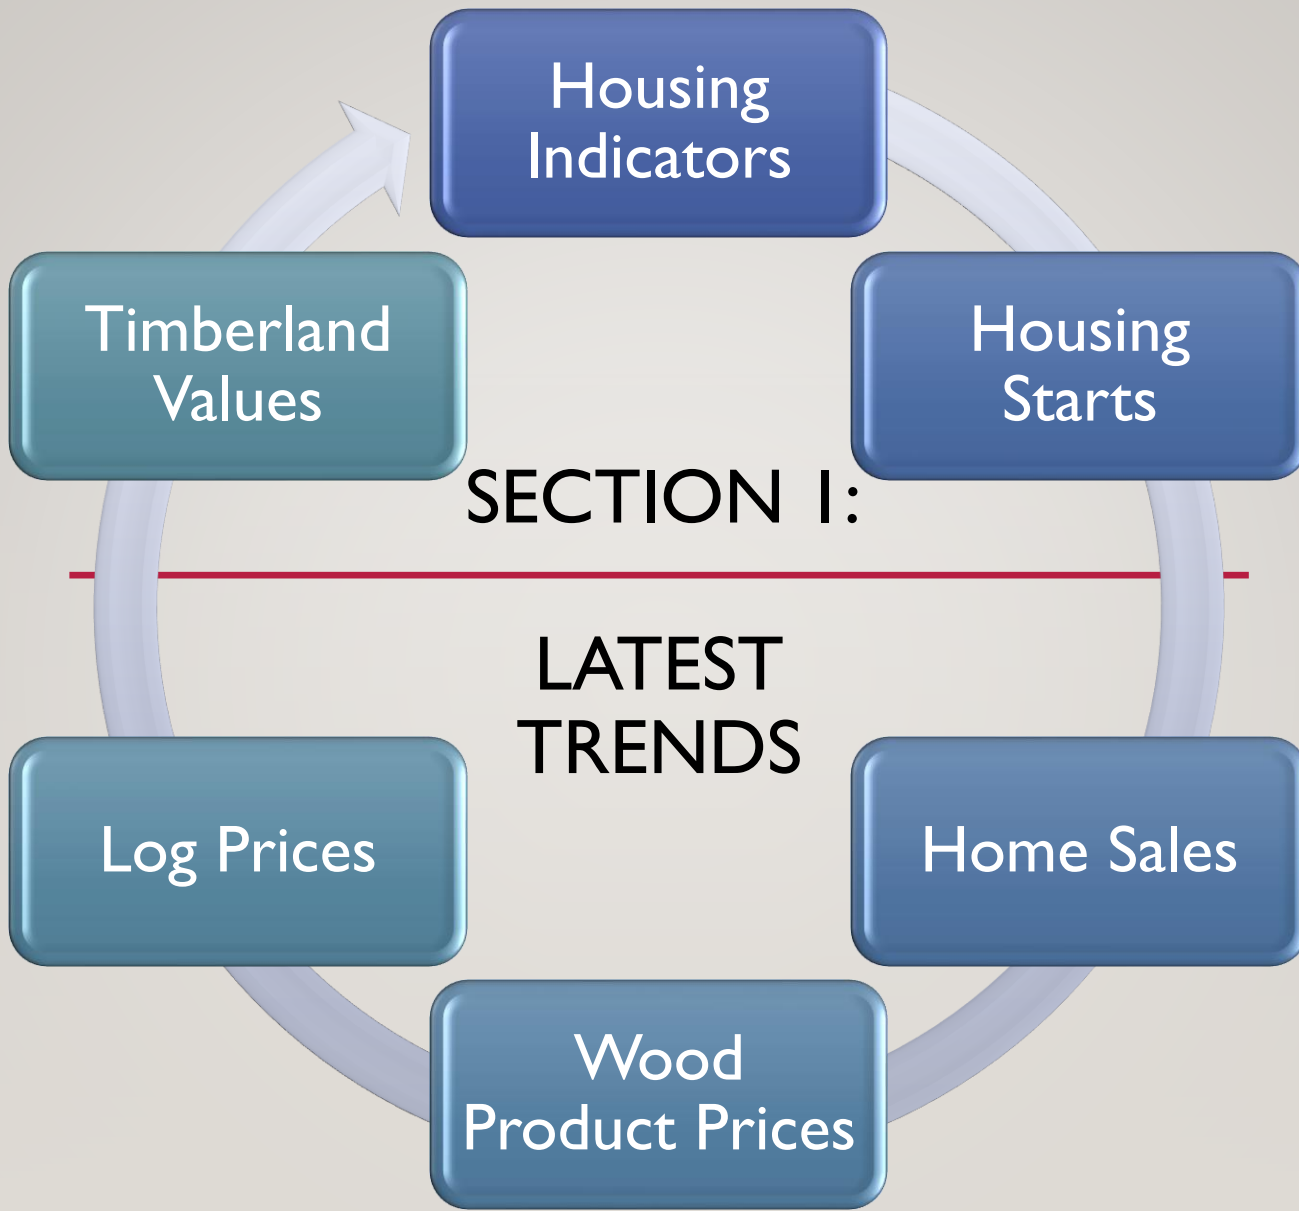 Housing
Indicators
Housing
Starts
Home Sales
Wood
Product Prices
Log Prices
Timberland
Values
SECTION 1:
LATEST
TRENDS